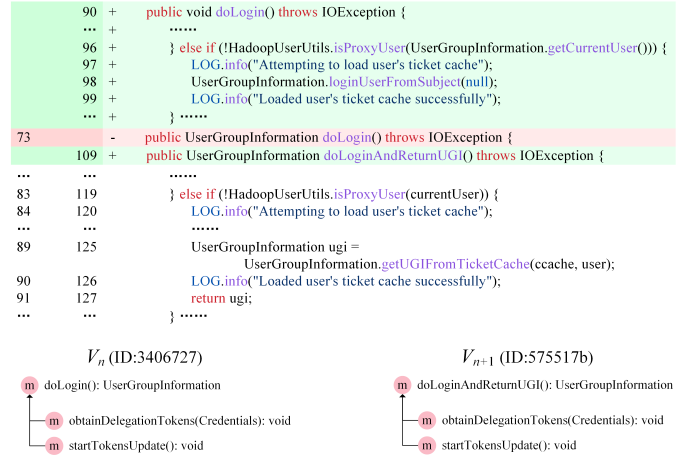 90 + public void doLogin() throws IOException {
... + ......
96 + } else if (!HadoopUserUtils.isProxyUser(UserGroupInformation.getCurrentUser())) {
97 + LOG.info("Attempting to load user's ticket cache");
98 + UserGroupInformation.loginUserFromSubject(null);
99 + LOG.info("Loaded user's ticket cache successfully");
... + } ......
73 - public UserGroupInformation doLogin() throws IOException {
109 + public UserGroupInformation doLoginAndReturnUGI() throws IOException {
... ... ......
83 119 } else if (!HadoopUserUtils.isProxyUser(currentUser)) {
84 120 LOG.info("Attempting to load user's ticket cache");
... ... ......
89 125 UserGroupInformation ugi =
UserGroupInformation.getUGIFromTicketCache(ccache, user);
90 126 LOG.info("Loaded user's ticket cache successfully");
91 127 return ugi;
... ... } ......
Vn (ID:3406727)
m doLogin(): UserGroupInformation
m obtainDelegationTokens(Credentials): void
m startTokensUpdate(): void
Vn+1 (ID:575517b)
m doLoginAndReturnUGI(): UserGroupInformation
m obtainDelegationTokens(Credentials): void
m startTokensUpdate(): void